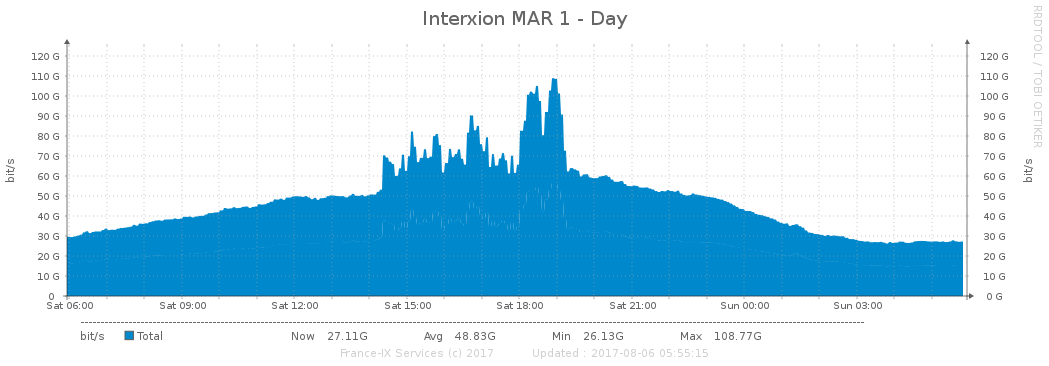 Interxion MAR 1 - Day
RRDTOOL / TOBI OETIKER
bit/s
120 G 120 G
110 G 110 G
100 G 100 G
90 G 90 G
80 G 80 G
70 G 70 G
60 G 60 G
50 G 50 G
40 G 40 G
30 G 30 G
20 G 20 G
10 G 10 G
0 0 G
bit/s
Sat 06:00 Sat 09:00 Sat 12:00 Sat 15:00 Sat 18:00 Sat 21:00 Sun 00:00 Sun 03:00
bit/s Total Now 27.11G Avg 48.83G Min 26.13G Max 108.77G
France-IX Services (c) 2017 Updated : 2017-08-06 05:55:15